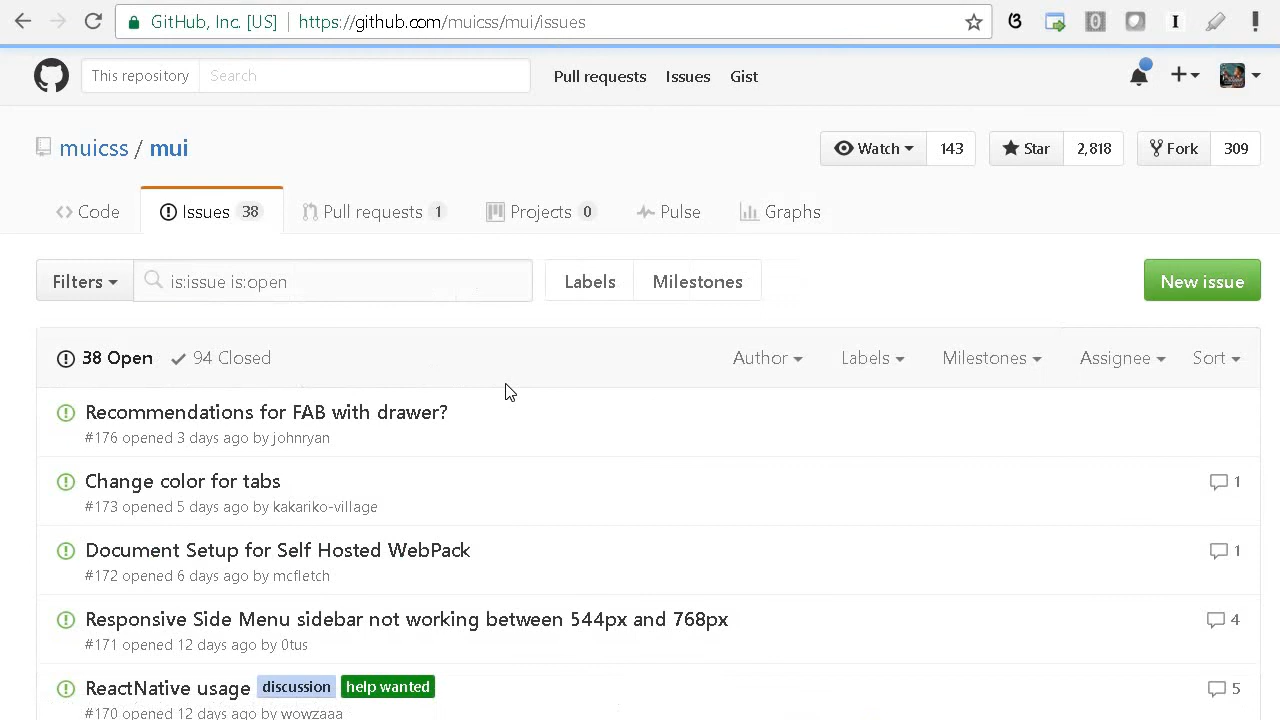 GitHub, Inc. [US] https://github.com/muicss/mui/issues
This repository Search Pull requests Issues Gist
muicss / mui Watch 143 Star 2,818 Fork 309
Code Issues 38 Pull requests 1 Projects 0 Pulse Graphs
Filters is:issue is:open Labels Milestones New issue
38 Open 94 Closed Author Labels Milestones Assignee Sort
Recommendations for FAB with drawer?
#176 opened 3 days ago by johnryan
Change color for tabs 1
#173 opened 5 days ago by kakariko-village
Document Setup for Self Hosted WebPack 1
#172 opened 6 days ago by mcfletch
Responsive Side Menu sidebar not working between 544px and 768px 4
#171 opened 12 days ago by 0tus
ReactNative usage discussion help wanted 5
#170 opened 12 days ago by wowzaaa